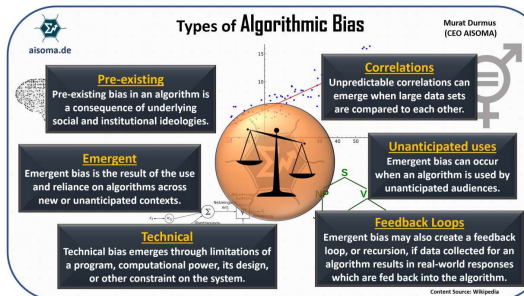 Types of Algorithmic Bias
Murat Durmus
(CEO AISOMA)
aisoma.de
Pre-existing
Pre-existing bias in an algorithm is
a consequence of underlying
social and institutional ideologies.
Correlations
Unpredictable correlations can
emerge when large data sets
are compared to each other.
Emergent
Emergent bias is the result of the use
and reliance on algorithms across
new or unanticipated contexts.
Unanticipated uses
Emergent bias can occur
when an algorithm is used by
unanticipated audiences.
Technical
Technical bias emerges through limitations of
a program, computational power, its design,
or other constraint on the system.
Feedback Loops
Emergent bias may also create a feedback
loop, or recursion, if data collected for an
algorithm results in real-world responses
which are fed back into the algorithm.
15
10
40
50
S
NP
V
Σ
Content Source: Wikipedia